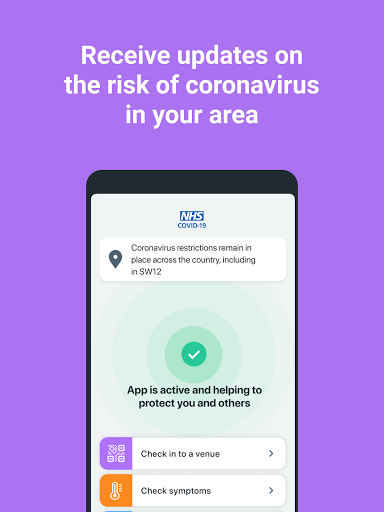 Receive updates on
the risk of coronavirus
in your area
NHS
COVID-19
Coronavirus restrictions remain in
place across the country, including
in SW12
App is active and helping to
protect you and others
Check in to a venue
Check symptoms